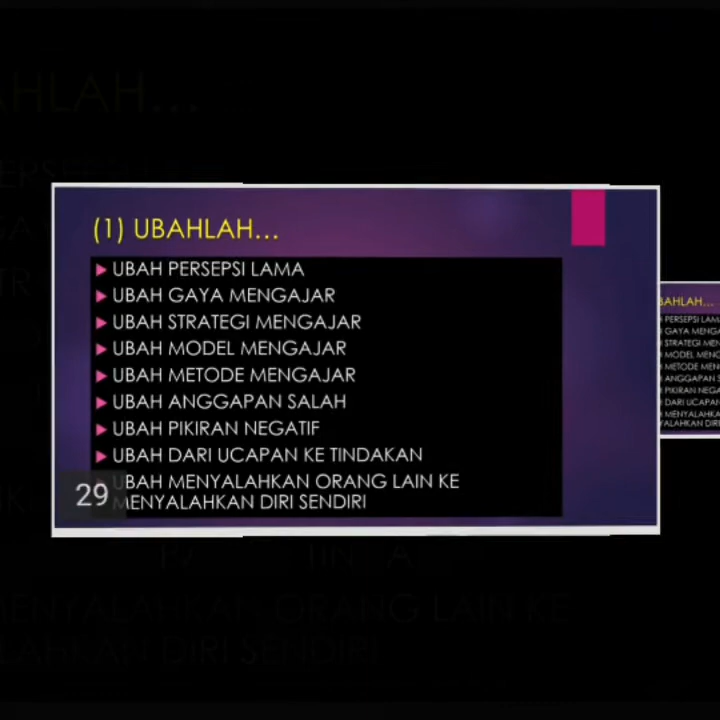 (1) UBAHLAH...
UBAH PERSEPSI LAMA
UBAH GAYA MENGAJAR
UBAH STRATEGI MENGAJAR
UBAH MODEL MENGAJAR
UBAH METODE MENGAJAR
UBAH ANGGAPAN SALAH
UBAH PIKIRAN NEGATIF
UBAH DARI UCAPAN KE TINDAKAN
UBAH MENYALAHKAN ORANG LAIN KE
MENYALAHKAN DIRI SENDIRI
29